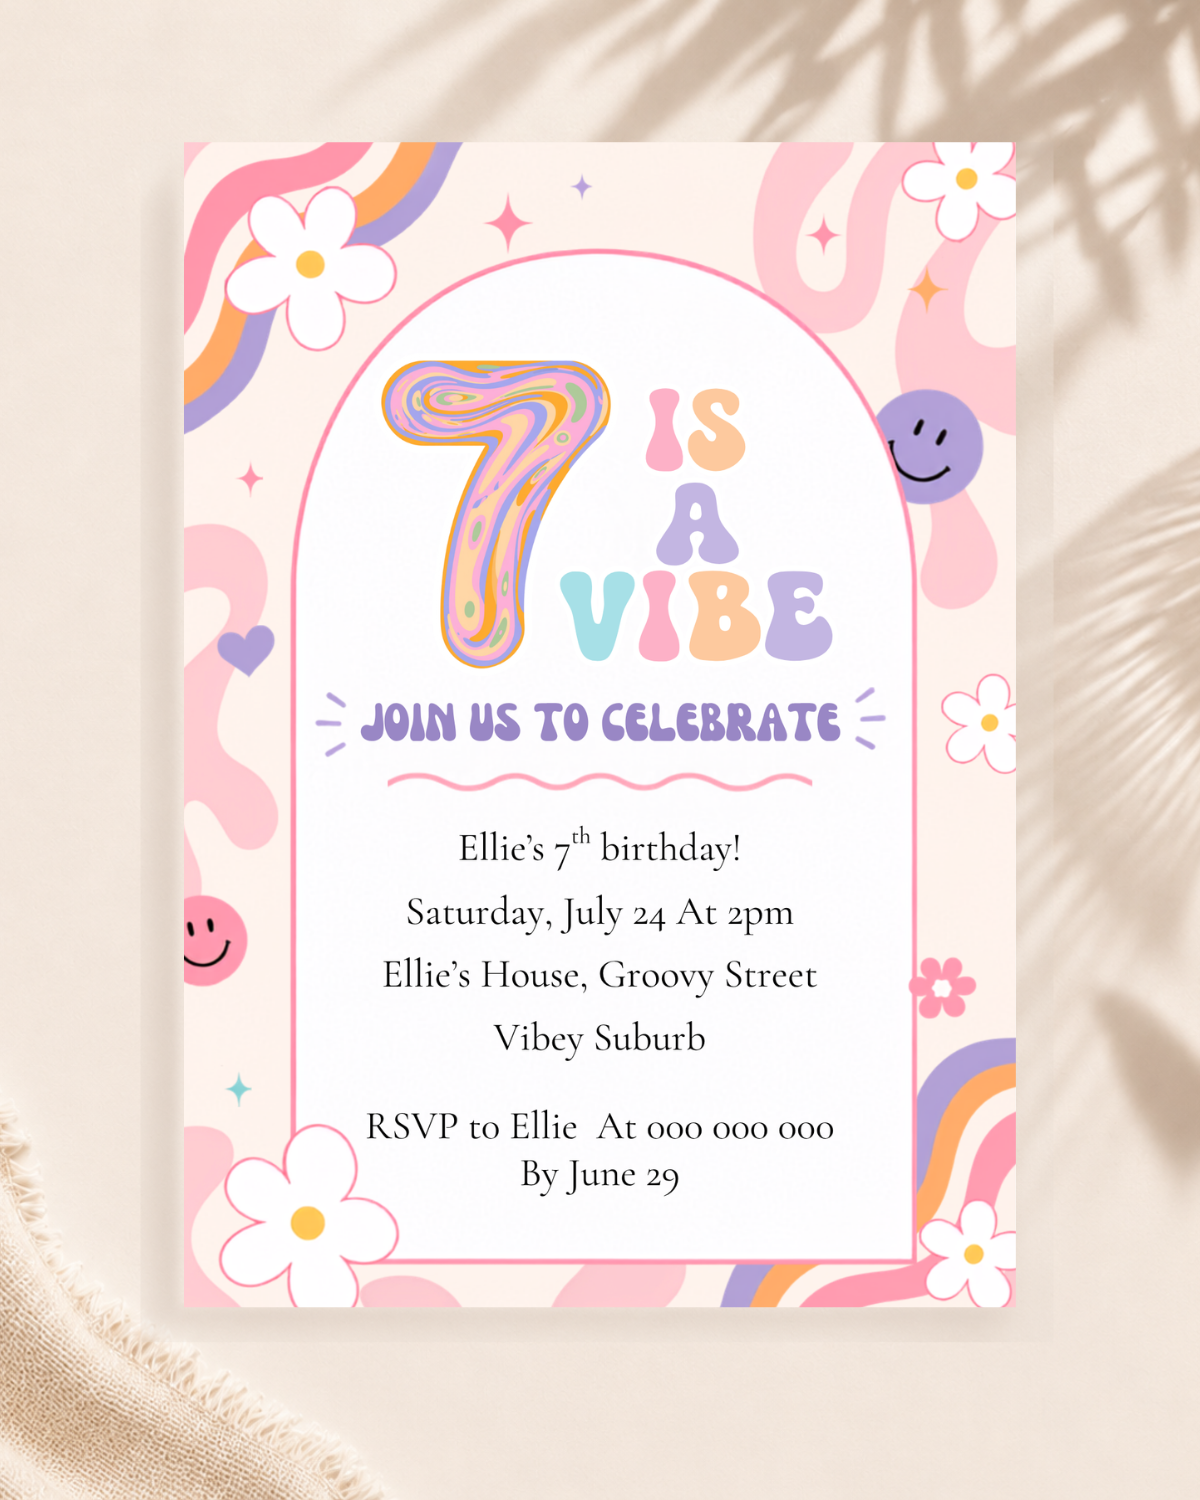 7 IS
A
VIBE
JOIN US TO CELEBRATE
Ellie's 7th birthday!
Saturday, July 24 At 2pm
Ellie's House, Groovy Street
Vibey Suburb
RSVP to Ellie At 000 000 000
By June 29